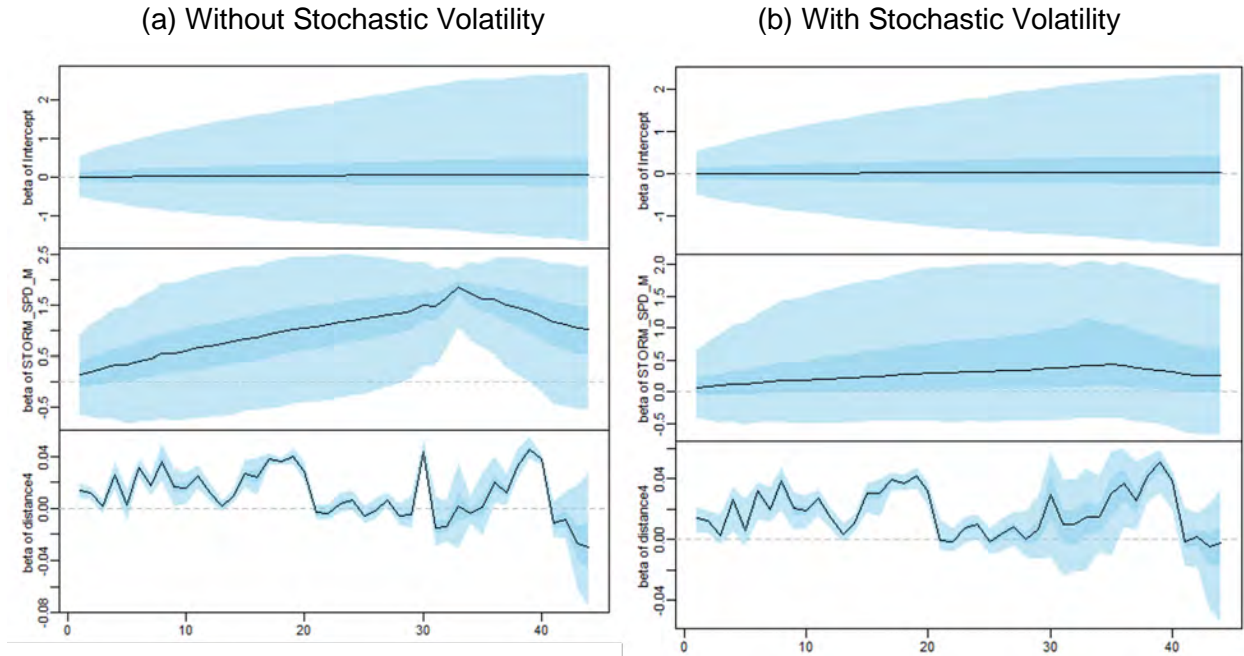 (a) Without Stochastic Volatility
(b) With Stochastic Volatility
beta of Intercept
-1 0 1 2
beta of STORM_SPD_M
-0.5 0.5 1.5 2.5
beta of distance4
-0.08 -0.04 0.00 0.04
0 10 20 30 40
beta of Intercept
-1 0 1 2
beta of STORM_SPD_M
-0.5 0.0 0.5 1.0 1.5 2.0
beta of distance4
-0.04 0.00 0.04
0 10 20 30 40